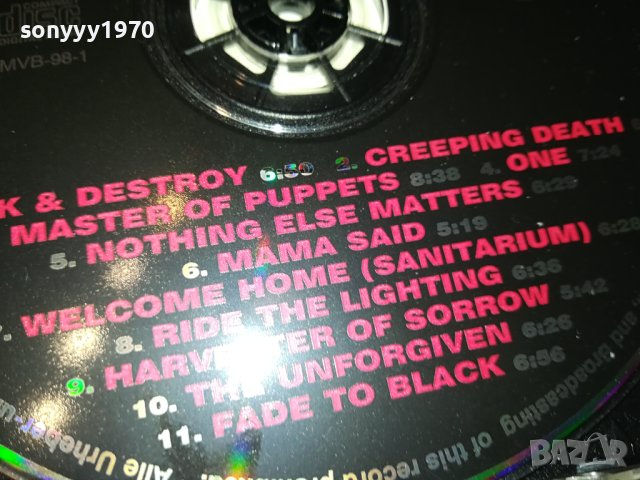 sonyyy1970
MVB-98-1
K & DESTROY 6:50 2. CREEPING DEATH
MASTER OF PUPPETS 8:38 4. ONE 7:24
5. NOTHING ELSE MATTERS 6:29
6. MAMA SAID 5:19
WELCOME HOME (SANITARIUM) 6:28
8. RIDE THE LIGHTING 6:36
9. HARVESTER OF SORROW 5:42
10. THE UNFORGIVEN 6:26
11. FADE TO BLACK 6:56
Alle Urheber-u
and broadcasting of this record prohibited.
BAZAR